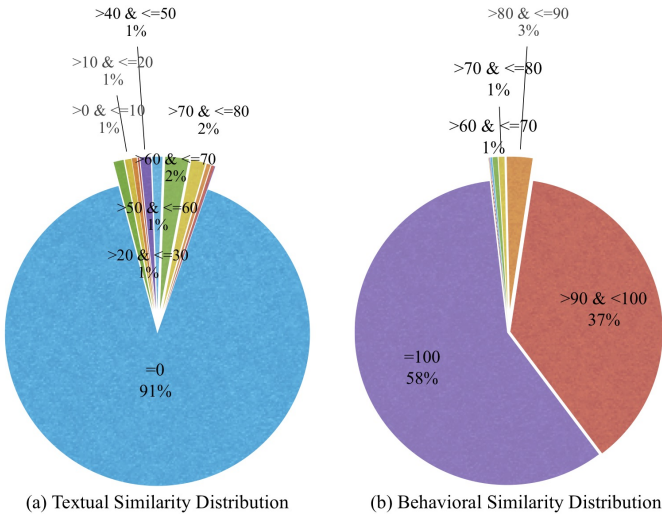 >40 & <=50
1%
>10 & <=20
1%
>0 & <=10
1%
>70 & <=80
2%
>60 & <=70
2%
>50 & <=60
1%
>20 & <=30
1%
=0
91%
(a) Textual Similarity Distribution
>80 & <=90
3%
>70 & <=80
1%
>60 & <=70
1%
>90 & <100
37%
=100
58%
(b) Behavioral Similarity Distribution